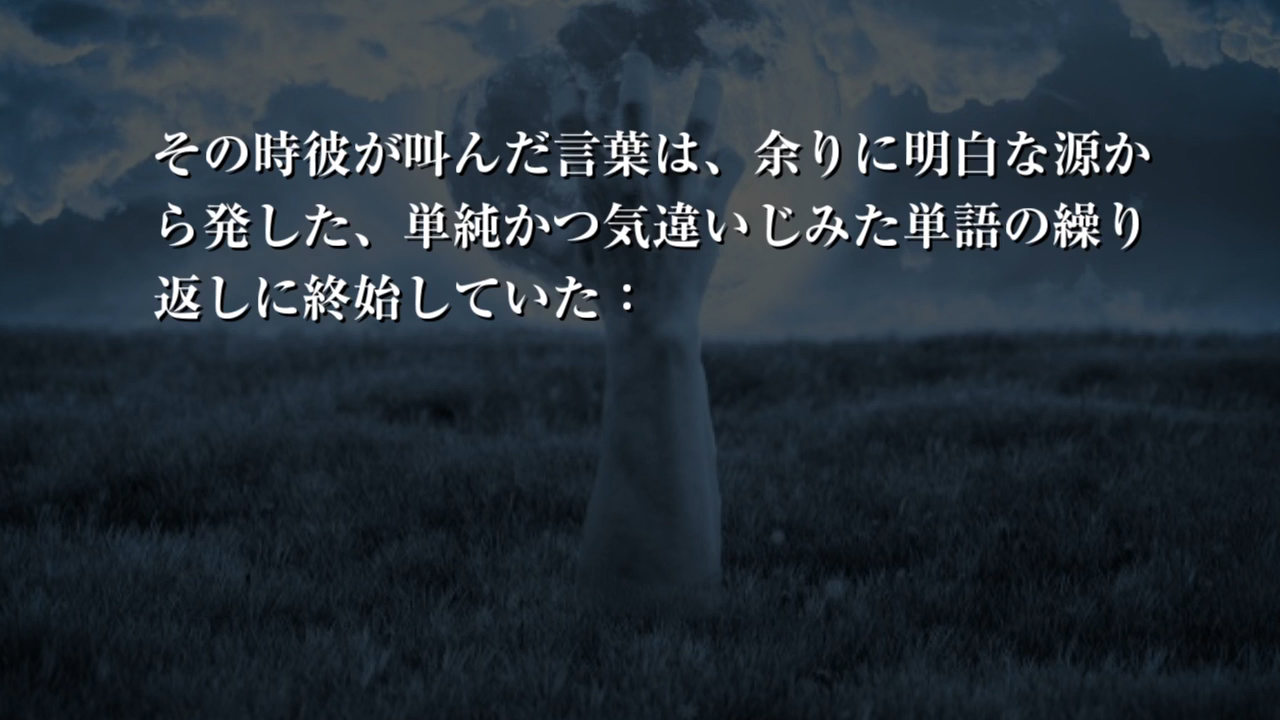 その時彼が叫んだ言葉は、余りに明白な源か
ら発した、単純かつ気違いじみた単語の繰り
返しに終始していた：